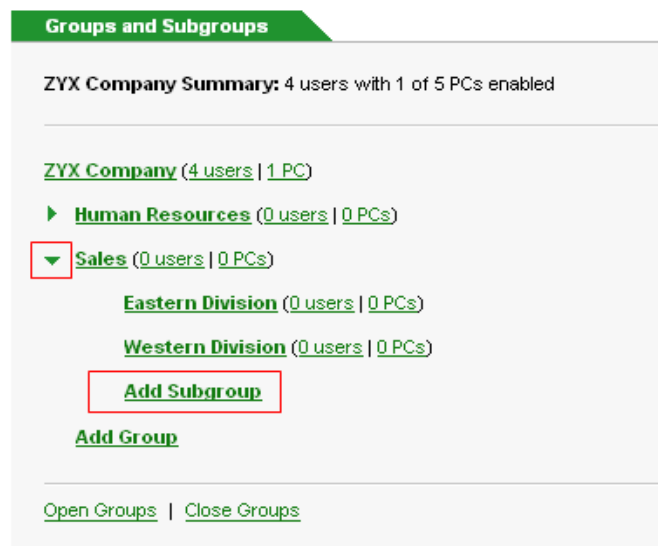 Groups and Subgroups
ZYX Company Summary: 4 users with 1 of 5 PCs enabled
ZYX Company (4 users | 1 PC)
Human Resources (0 users | 0 PCs)
Sales (0 users | 0 PCs)
Eastern Division (0 users | 0 PCs)
Western Division (0 users | 0 PCs)
Add Subgroup
Add Group
Open Groups | Close Groups